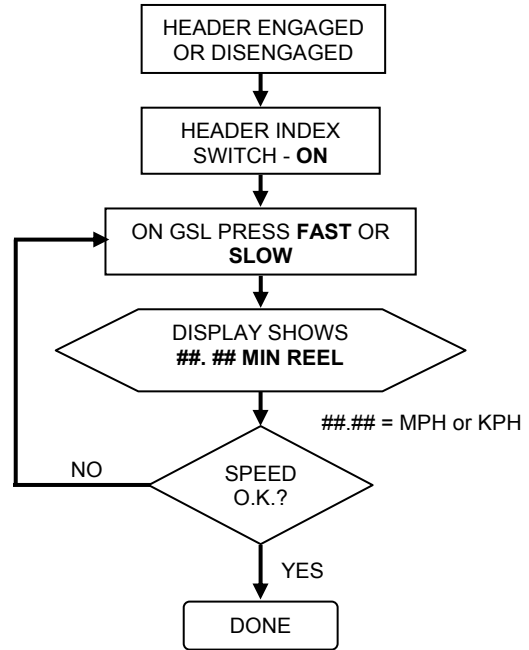 HEADER ENGAGED
OR DISENGAGED
HEADER INDEX
SWITCH - ON
ON GSL PRESS FAST OR
SLOW
DISPLAY SHOWS
##. ## MIN REEL
##.## = MPH or KPH
NO
SPEED
O.K.?
YES
DONE